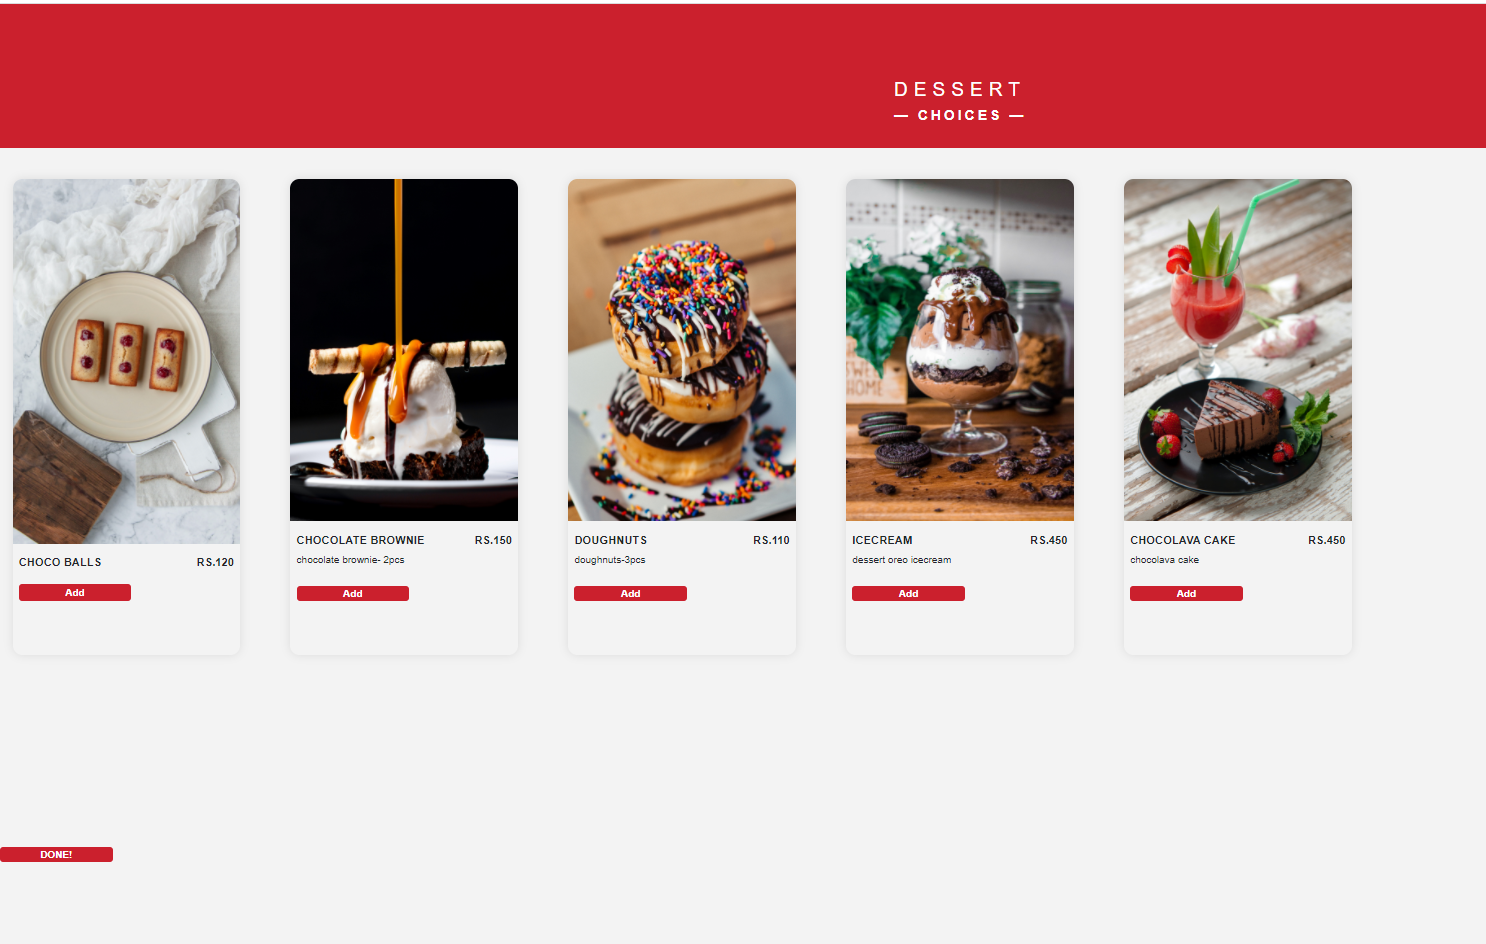 DESSERT
— CHOICES —
CHOCO BALLS RS.120
Add
CHOCOLATE BROWNIE RS.150
chocolate brownie- 2pcs
Add
DOUGHNUTS RS.110
doughnuts-3pcs
Add
ICECREAM RS.450
dessert oreo icecream
Add
CHOCOLAVA CAKE RS.450
chocolava cake
Add
DONE!